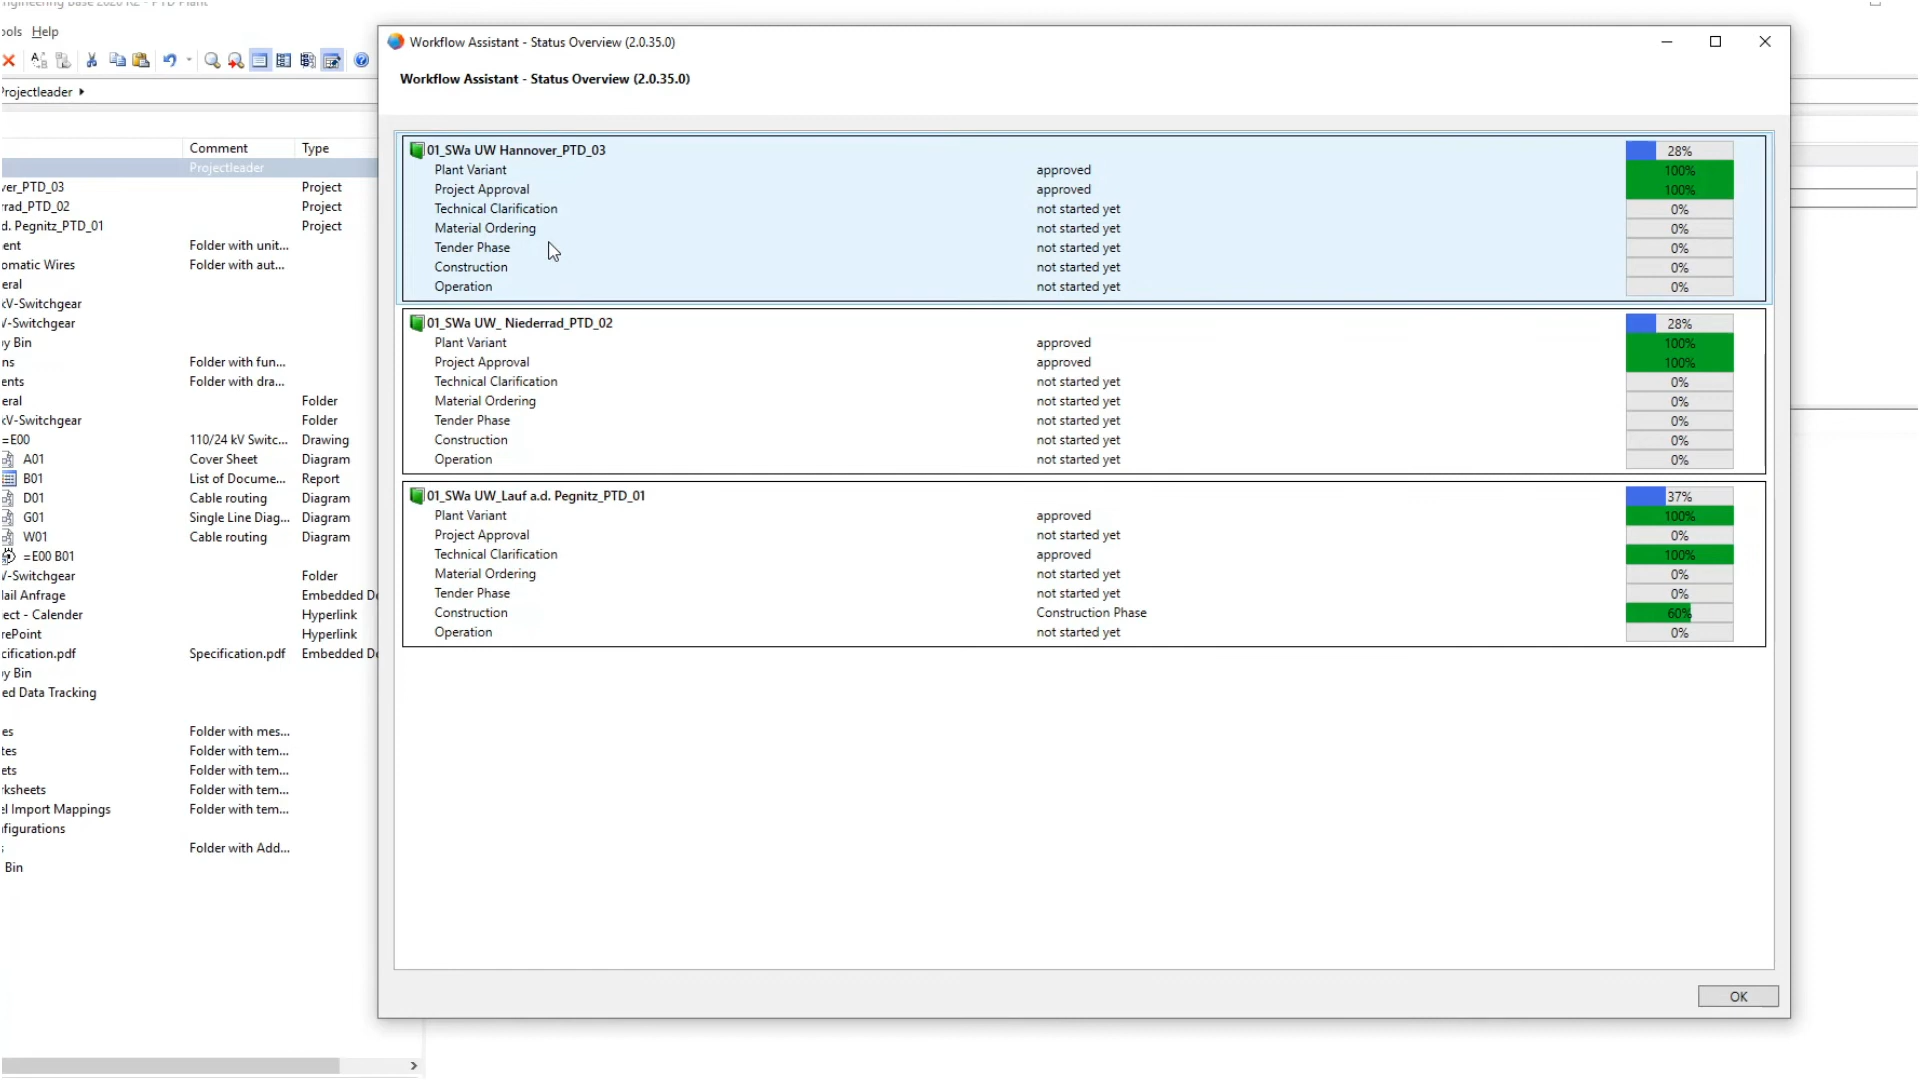 ools Help
Projectleader
Comment Type
Projectleader
ver_PTD_03 Project
rrad_PTD_02 Project
d. Pegnitz_PTD_01 Project
ent Folder with unit...
omatic Wires Folder with aut...
eral
kV-Switchgear
V-Switchgear
y Bin
ns Folder with fun...
ents Folder with dra...
eral Folder
kV-Switchgear Folder
=E00 110/24 kV Switc... Drawing
A01 Cover Sheet Diagram
B01 List of Docume... Report
D01 Cable routing Diagram
G01 Single Line Diag... Diagram
W01 Cable routing Diagram
=E00 B01
V-Switchgear Folder
lail Anfrage Embedded Do
ect - Calender Hyperlink
rePoint Hyperlink
cification.pdf Specification.pdf Embedded Do
y Bin
ed Data Tracking
es Folder with mes...
tes Folder with tem...
ets Folder with tem...
rksheets Folder with tem...
el Import Mappings Folder with tem...
figurations
s Folder with Add...
Bin
Workflow Assistant - Status Overview (2.0.35.0)
Workflow Assistant - Status Overview (2.0.35.0)
01_SWa UW Hannover_PTD_03 28%
Plant Variant approved 100%
Project Approval approved 100%
Technical Clarification not started yet 0%
Material Ordering not started yet 0%
Tender Phase not started yet 0%
Construction not started yet 0%
Operation not started yet 0%
01_SWa UW_ Niederrad_PTD_02 28%
Plant Variant approved 100%
Project Approval approved 100%
Technical Clarification not started yet 0%
Material Ordering not started yet 0%
Tender Phase not started yet 0%
Construction not started yet 0%
Operation not started yet 0%
01_SWa UW_Lauf a.d. Pegnitz_PTD_01 37%
Plant Variant approved 100%
Project Approval not started yet 0%
Technical Clarification approved 100%
Material Ordering not started yet 0%
Tender Phase not started yet 0%
Construction Construction Phase 60%
Operation not started yet 0%
OK